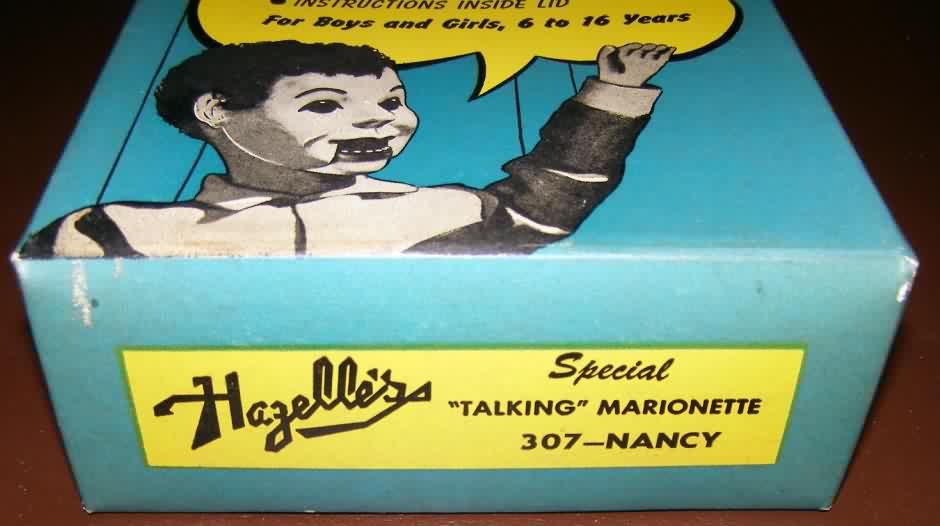 • INSTRUCTIONS INSIDE LID
For Boys and Girls, 6 to 16 Years
Hazelle's
Special
"TALKING" MARIONETTE
307—NANCY